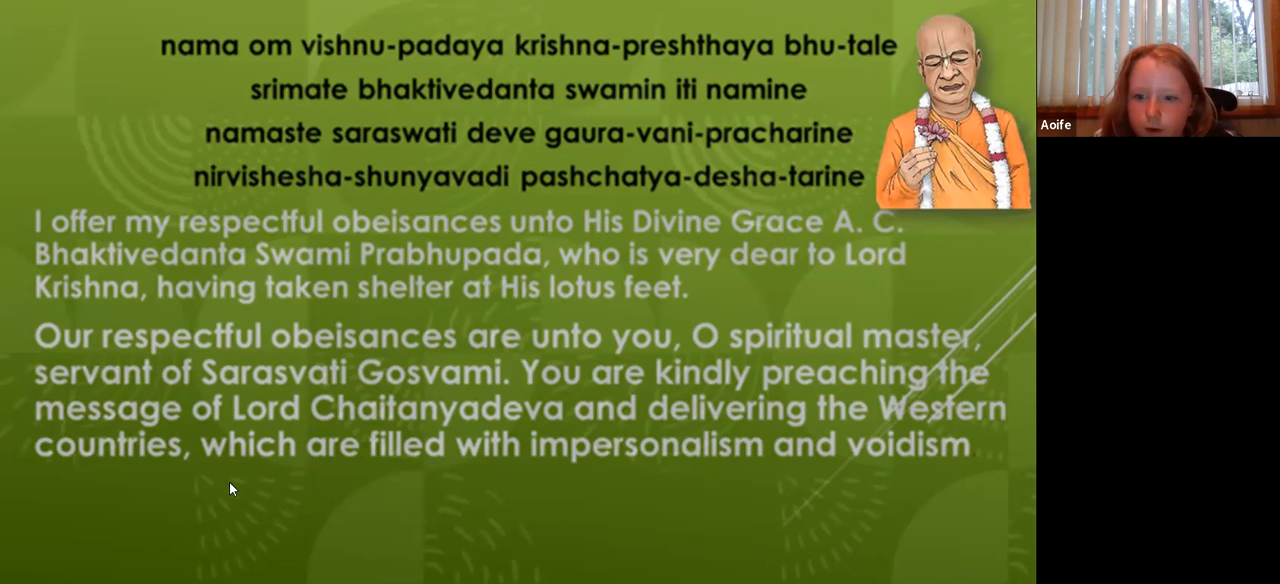 nama om vishnu-padaya krishna-preshthaya bhu-tale
srimate bhaktivedanta swamin iti namine
namaste saraswati deve gaura-vani-pracharine
nirvishesha-shunyavadi pashchatya-desha-tarine
I offer my respectful obeisances unto His Divine Grace A. C.
Bhaktivedanta Swami Prabhupada, who is very dear to Lord
Krishna, having taken shelter at His lotus feet.
Our respectful obeisances are unto you, O spiritual master,
servant of Sarasvati Gosvami. You are kindly preaching the
message of Lord Chaitanyadeva and delivering the Western
countries, which are filled with impersonalism and voidism
Aoife